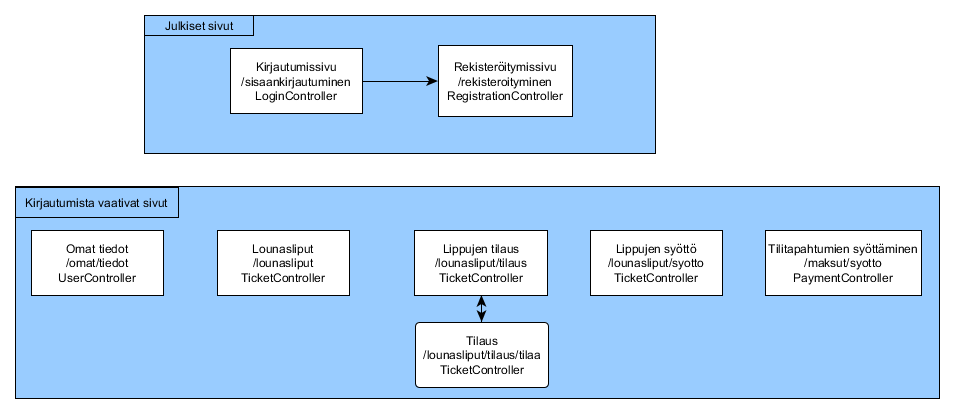 Julkiset sivut
Kirjautumissivu
/sisaankirjautuminen
LoginController
Rekisteröitymissivu
/rekisteroityminen
RegistrationController
Kirjautumista vaativat sivut
Omat tiedot
/omat/tiedot
UserController
Lounasliput
/lounasliput
TicketController
Lippujen tilaus
/lounasliput/tilaus
TicketController
Lippujen syöttö
/lounasliput/syotto
TicketController
Tilitapahtumien syöttäminen
/maksut/syotto
PaymentController
Tilaus
/lounasliput/tilaus/tilaa
TicketController